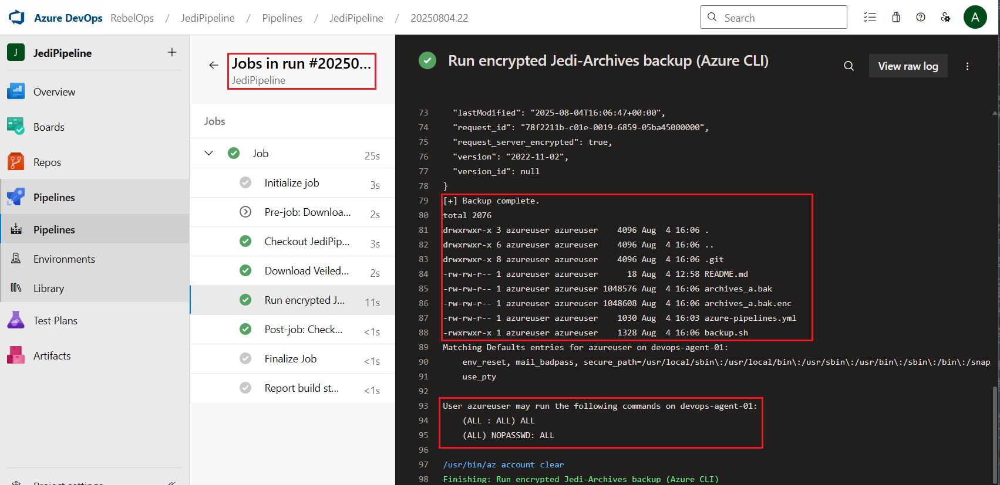 Azure DevOps RebelOps / JediPipeline / Pipelines / JediPipeline / 20250804.22
Search
A
J JediPipeline
Overview
Boards
Repos
Pipelines
Pipelines
Environments
Library
Test Plans
Artifacts
Jobs in run #20250...
JediPipeline
Jobs
Job 25s
Initialize job 3s
Pre-job: Downloa... 2s
Checkout JediPip... 3s
Download Veiled... 2s
Run encrypted J... 11s
Post-job: Check... <1s
Finalize Job <1s
Report build st... <1s
Run encrypted Jedi-Archives backup (Azure CLI)
View raw log
73 "lastModified": "2025-08-04T16:06:47+00:00",
74 "request_id": "78f2211b-c01e-0019-6859-05ba45000000",
75 "request_server_encrypted": true,
76 "version": "2022-11-02",
77 "version_id": null
78 }
79 [+] Backup complete.
80 total 2076
81 drwxrwxr-x 3 azureuser azureuser 4096 Aug 4 16:06 .
82 drwxrwxr-x 6 azureuser azureuser 4096 Aug 4 16:06 ..
83 drwxrwxr-x 8 azureuser azureuser 4096 Aug 4 16:06 .git
84 -rw-rw-r-- 1 azureuser azureuser 18 Aug 4 12:58 README.md
85 -rw-rw-r-- 1 azureuser azureuser 1048576 Aug 4 16:06 archives_a.bak
86 -rw-rw-r-- 1 azureuser azureuser 1048608 Aug 4 16:06 archives_a.bak.enc
87 -rw-rw-r-- 1 azureuser azureuser 1030 Aug 4 16:03 azure-pipelines.yml
88 -rwxrwxr-x 1 azureuser azureuser 1328 Aug 4 16:06 backup.sh
89 Matching Defaults entries for azureuser on devops-agent-01:
90 env_reset, mail_badpass, secure_path=/usr/local/sbin\:/usr/local/bin\:/usr/sbin\:/usr/bin\:/sbin\:/bin\:/snap,
91 use_pty
92
93 User azureuser may run the following commands on devops-agent-01:
94 (ALL : ALL) ALL
95 (ALL) NOPASSWD: ALL
96
97 /usr/bin/az account clear
98 Finishing: Run encrypted Jedi-Archives backup (Azure CLI)